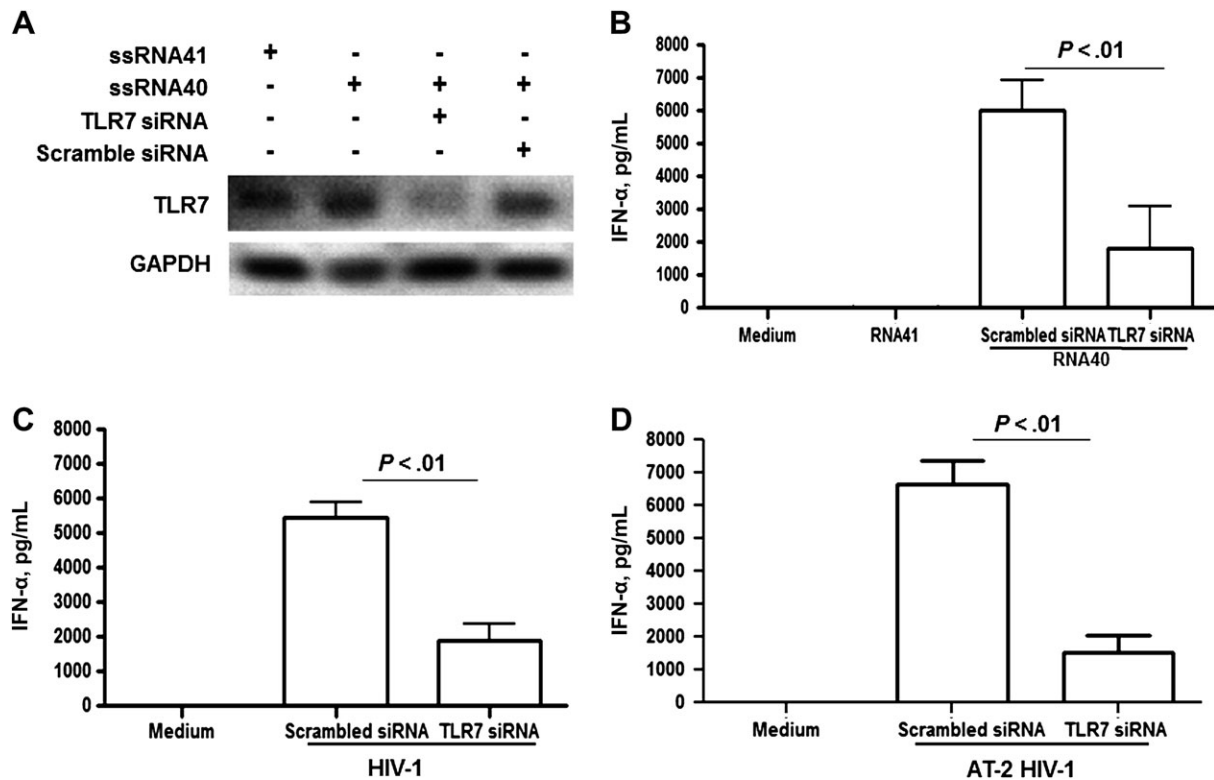 A
ssRNA41 + - - -
ssRNA40 - + + +
TLR7 siRNA - - + -
Scramble siRNA - - - +
TLR7
GAPDH
B
P < .01
IFN-α, pg/mL
8000
7000
6000
5000
4000
3000
2000
1000
0
Medium RNA41 Scrambled siRNA TLR7 siRNA
RNA40
C
P < .01
IFN-α, pg/mL
8000
7000
6000
5000
4000
3000
2000
1000
0
Medium Scrambled siRNA TLR7 siRNA
HIV-1
D
P < .01
IFN-α, pg/mL
8000
7000
6000
5000
4000
3000
2000
1000
0
Medium Scrambled siRNA TLR7 siRNA
AT-2 HIV-1